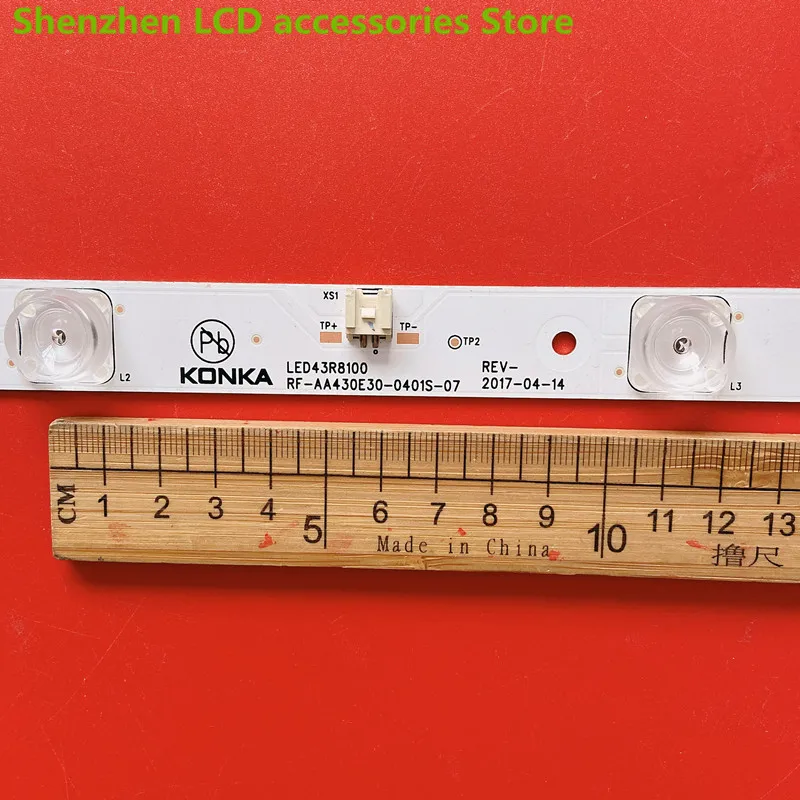 Shenzhen LCD accessories Store
XS1
TP+ TP-
TP2
Pb
L2
KONKA
LED43R8100 REV-
RF-AA430E30-0401S-07 2017-04-14
L3
CM 1 2 3 4 5 6 7 8 9 10 11 12 13
Made in China
撸尺